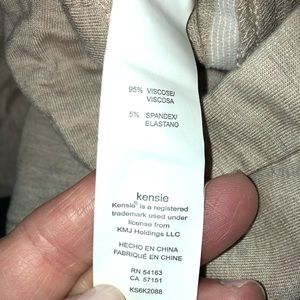 95% VISCOSE/
VISCOSA
5% SPANDEX/
ELASTANO
kensie
Kensie® is a registered
trademark used under
license from
KMJ Holdings LLC
HECHO EN CHINA
FABRIQUÉ EN CHINE
RN 54163
CA 57151
KS6K2088